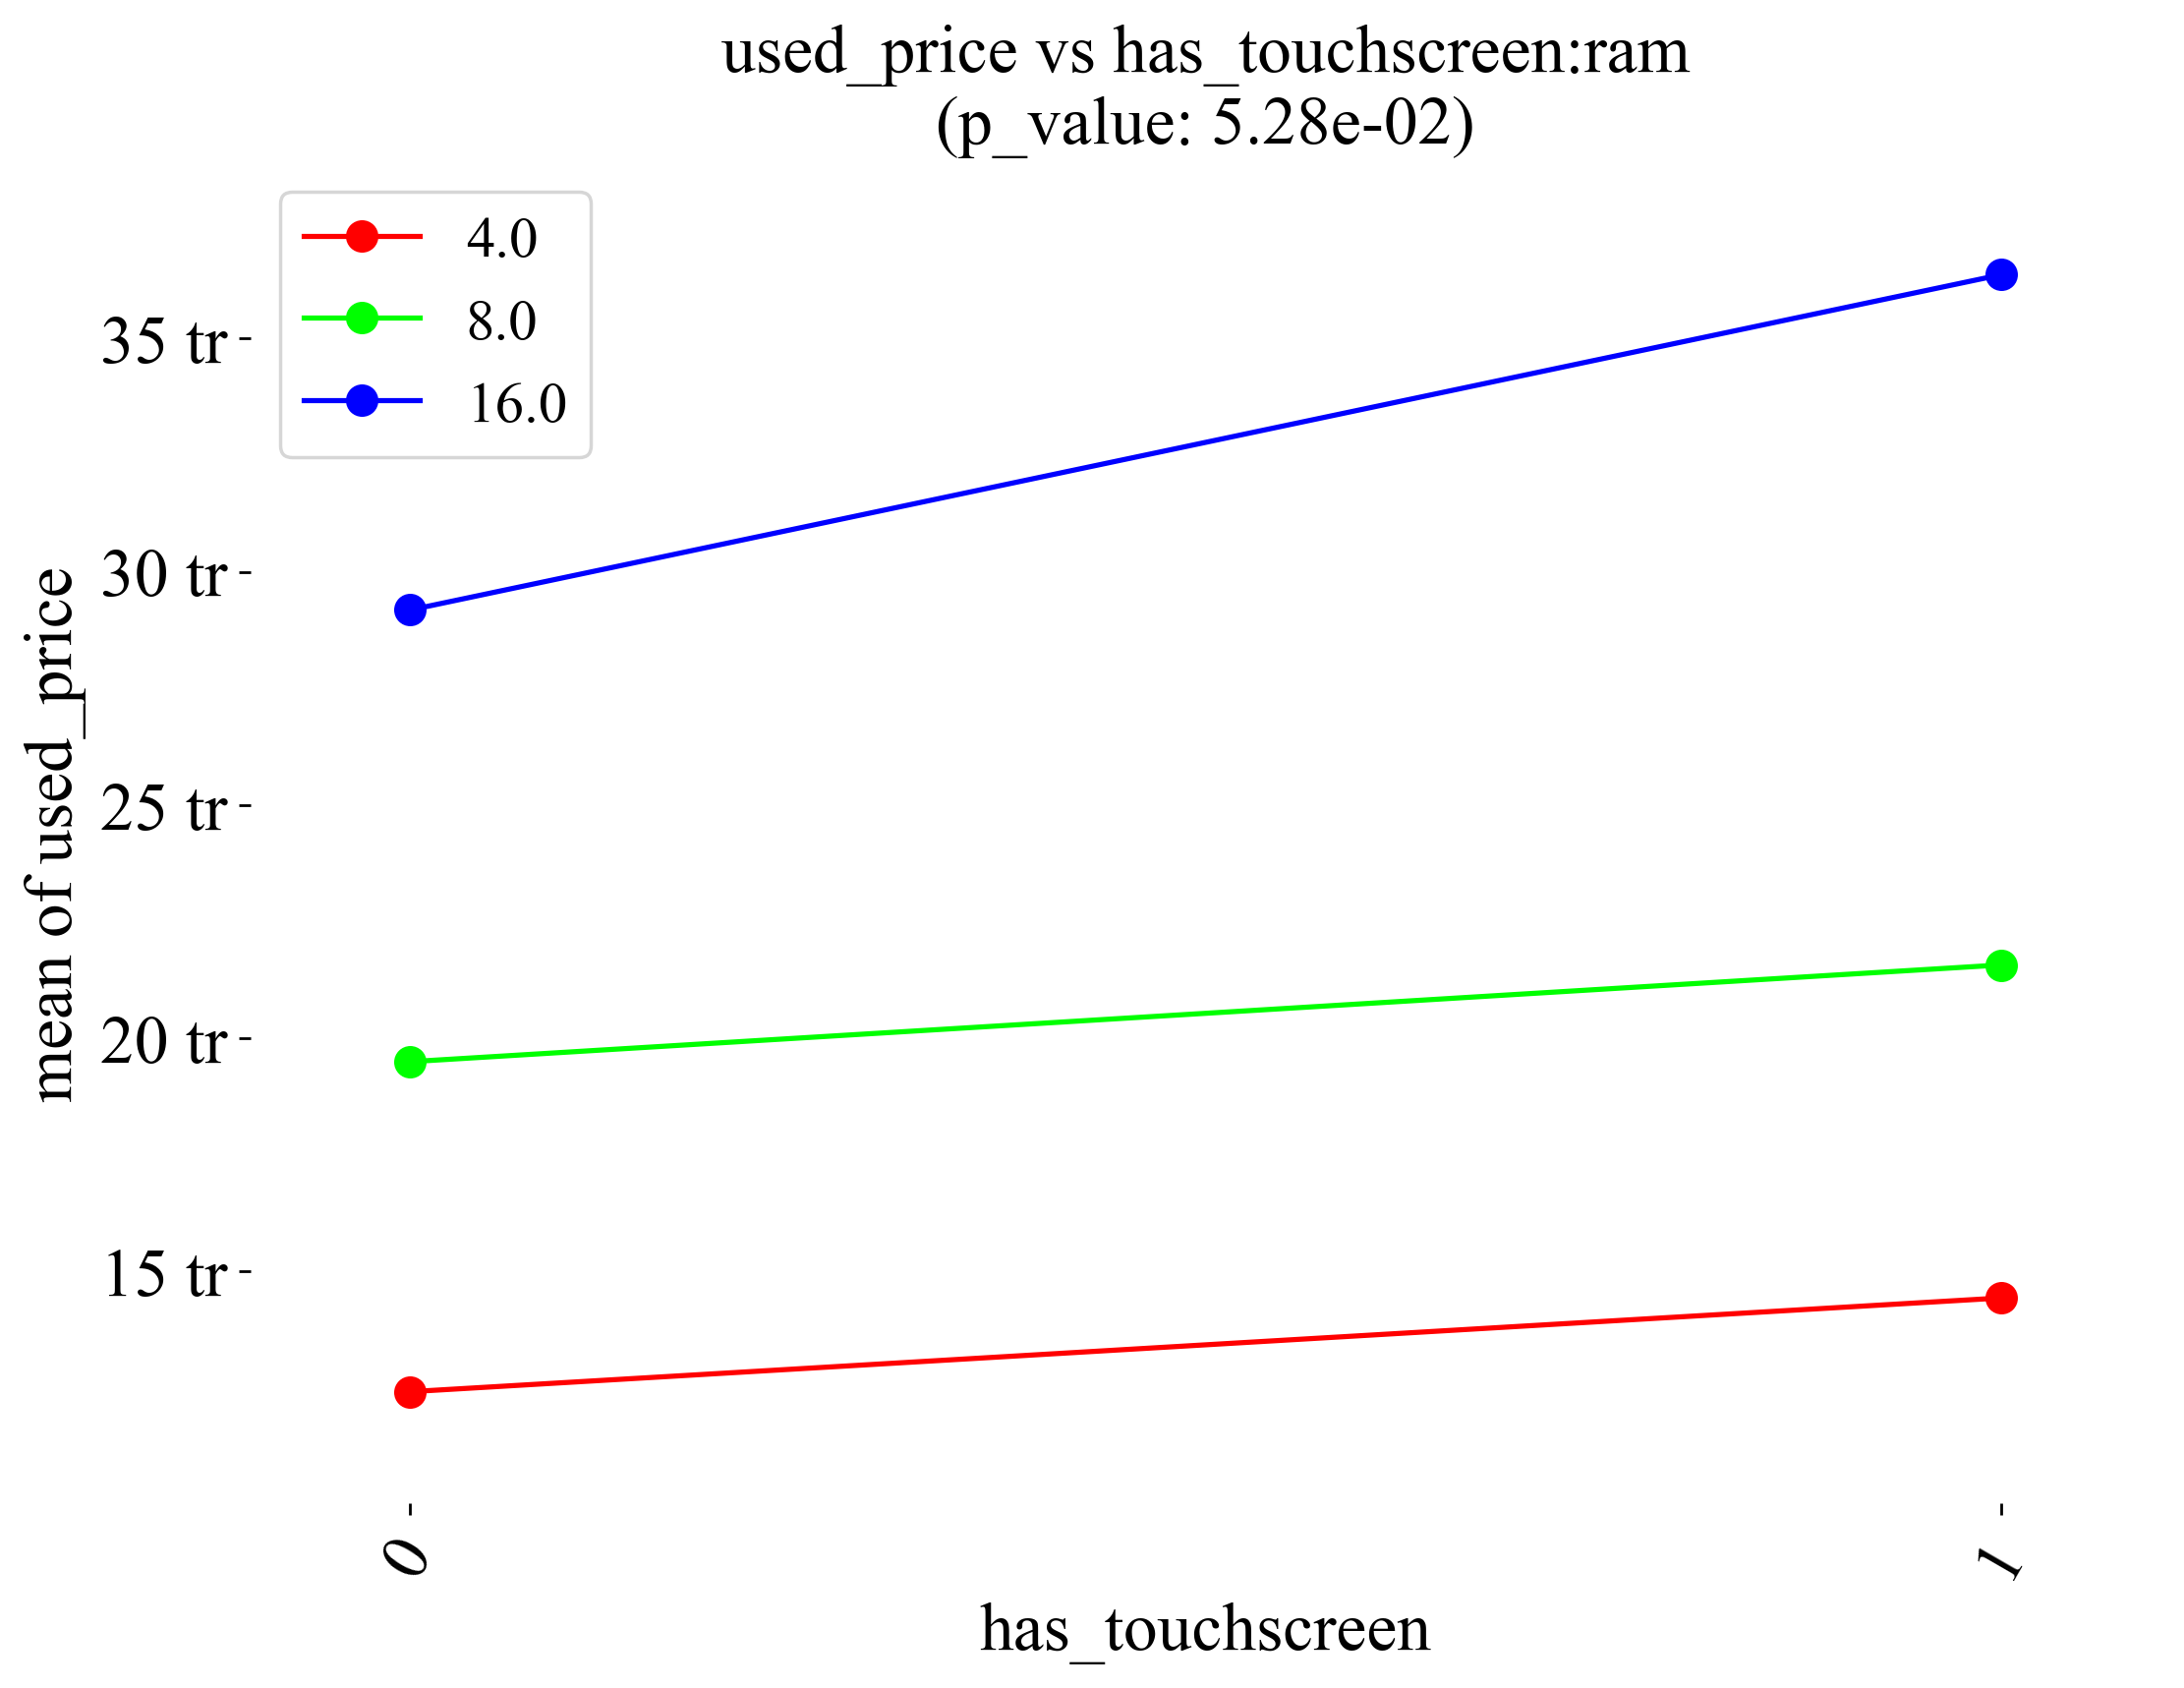 used_price vs has_touchscreen:ram
(p_value: 5.28e-02)
4.0
8.0
16.0
35 tr
30 tr
25 tr
20 tr
15 tr
mean of used_price
0
1
has_touchscreen